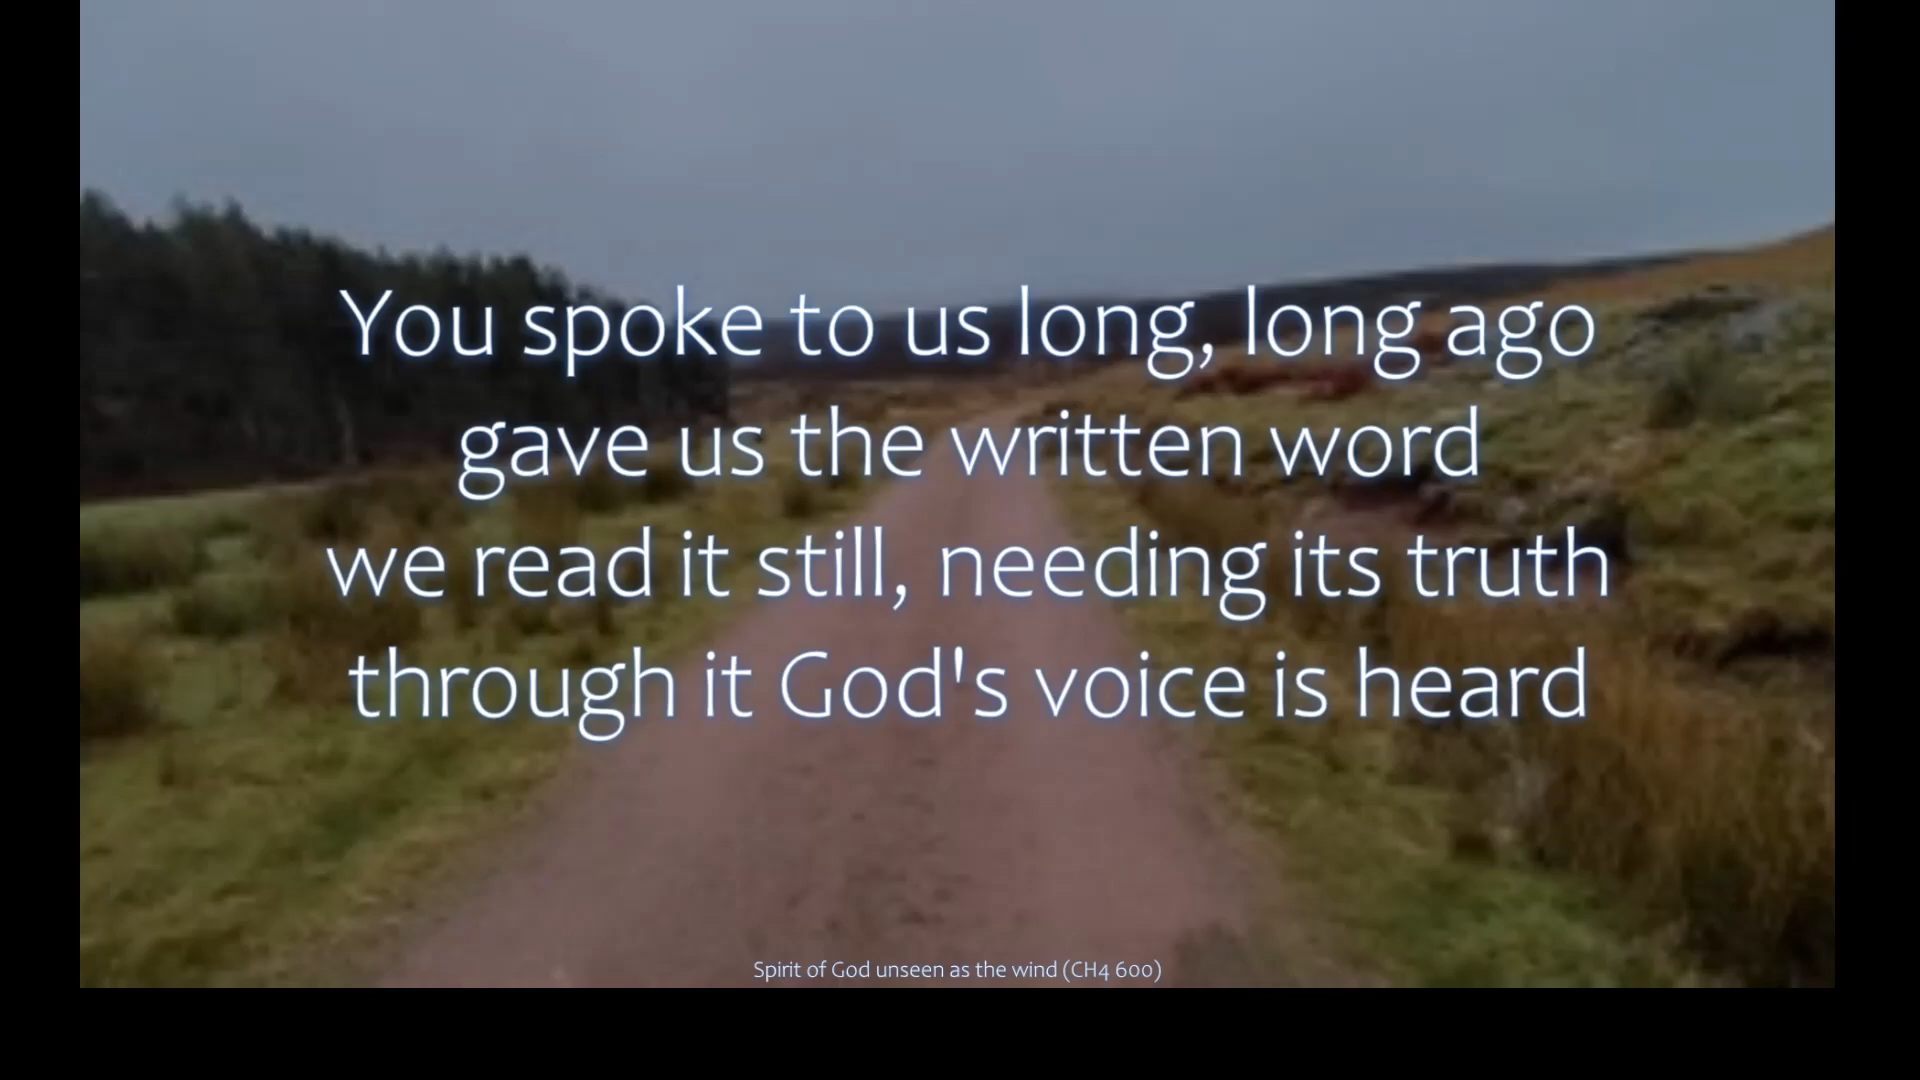 You spoke to us long, long ago
gave us the written word
we read it still, needing its truth
through it God's voice is heard
Spirit of God unseen as the wind (CH4 600)